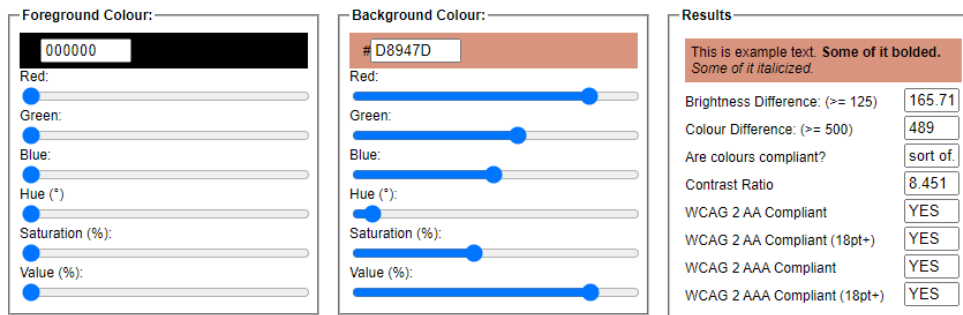 Foreground Colour:
000000
Red:
Green:
Blue:
Hue (°)
Saturation (%):
Value (%):
Background Colour:
#D8947D
Red:
Green:
Blue:
Hue (°):
Saturation (%):
Value (%):
Results
This is example text. Some of it bolded.
Some of it italicized.
Brightness Difference: (>= 125) 165.71
Colour Difference: (>= 500) 489
Are colours compliant? sort of.
Contrast Ratio 8.451
WCAG 2 AA Compliant YES
WCAG 2 AA Compliant (18pt+) YES
WCAG 2 AAA Compliant YES
WCAG 2 AAA Compliant (18pt+) YES